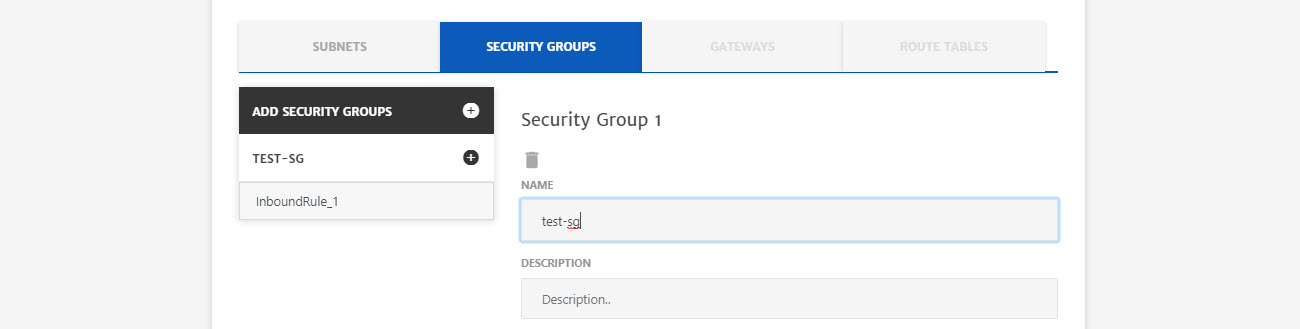 SUBNETS SECURITY GROUPS GATEWAYS ROUTE TABLES
ADD SECURITY GROUPS
TEST-SG
InboundRule_1
Security Group 1
NAME
test-sg
DESCRIPTION
Description..